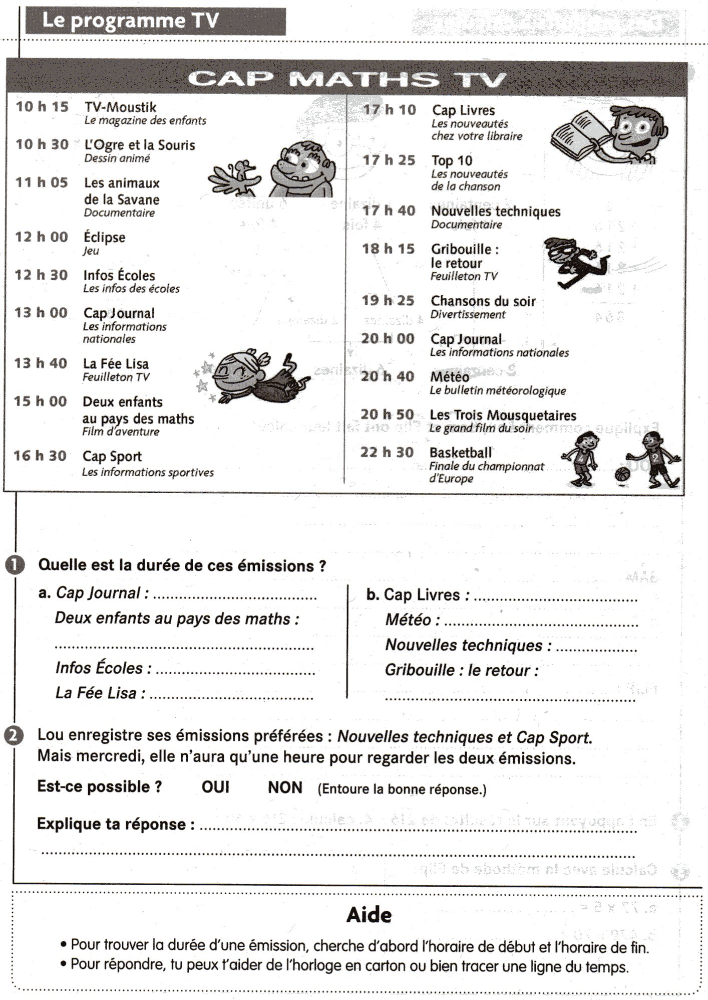 Le programme TV
CAP MATHS TV
10 h 15 TV-Moustik
Le magazine des enfants
10 h 30 L'Ogre et la Souris
Dessin animé
11 h 05 Les animaux
de la Savane
Documentaire
12 h 00 Éclipse
Jeu
12 h 30 Infos Écoles
Les infos des écoles
13 h 00 Cap Journal
Les informations
nationales
13 h 40 La Fée Lisa
Feuilleton TV
15 h 00 Deux enfants
au pays des maths
Film d'aventure
16 h 30 Cap Sport
Les informations sportives
17 h 10 Cap Livres
Les nouveautés
chez votre libraire
17 h 25 Top 10
Les nouveautés
de la chanson
17 h 40 Nouvelles techniques
Documentaire
18 h 15 Gribouille :
le retour
Feuilleton TV
19 h 25 Chansons du soir
Divertissement
20 h 00 Cap Journal
Les informations nationales
20 h 40 Météo
Le bulletin météorologique
20 h 50 Les Trois Mousquetaires
Le grand film du soir
22 h 30 Basketball
Finale du championnat
d'Europe
4
2
1 Quelle est la durée de ces émissions ?
a. Cap Journal : ........................
Deux enfants au pays des maths :
........................
Infos Écoles : ........................
La Fée Lisa : ........................
b. Cap Livres : ........................
Météo : ........................
Nouvelles techniques : ........................
Gribouille : le retour :
........................
2 Lou enregistre ses émissions préférées : Nouvelles techniques et Cap Sport.
Mais mercredi, elle n'aura qu'une heure pour regarder les deux émissions.
Est-ce possible ? OUI NON (Entoure la bonne réponse.)
Explique ta réponse : ........................
........................
Aide
• Pour trouver la durée d'une émission, cherche d'abord l'horaire de début et l'horaire de fin.
• Pour répondre, tu peux t'aider de l'horloge en carton ou bien tracer une ligne du temps.